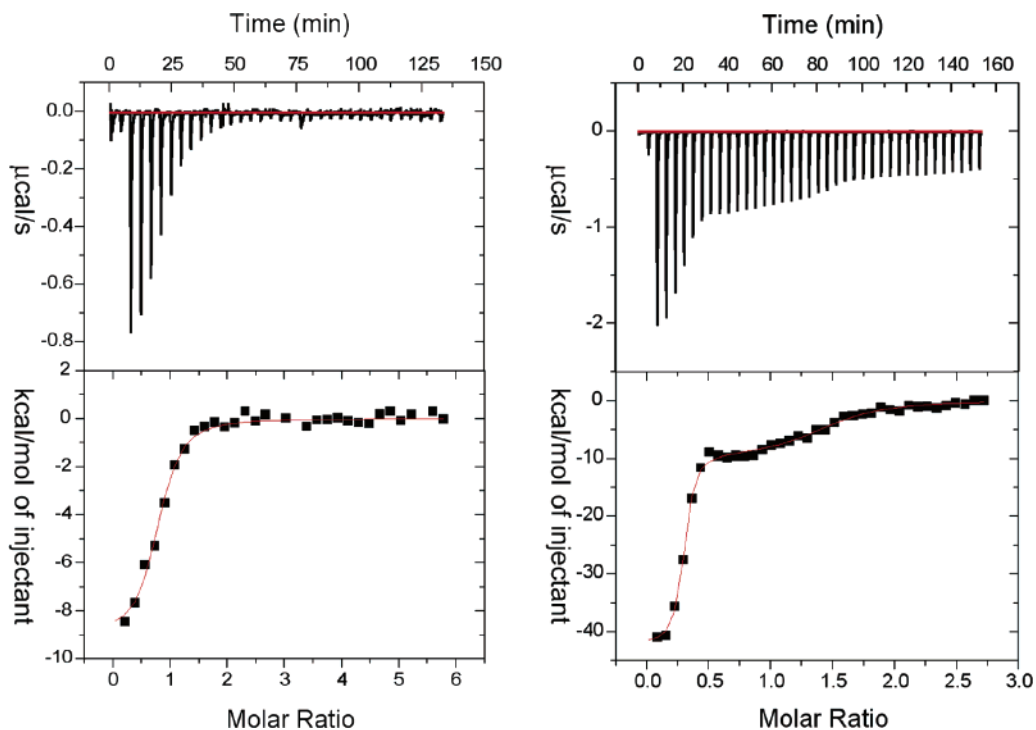 Time (min)
0 25 50 75 100 125 150
0.0
-0.2
-0.4
-0.6
-0.8
μcal/s
2
0
-2
-4
-6
-8
-10
kcal/mol of injectant
0 1 2 3 4 5 6
Molar Ratio
Time (min)
0 20 40 60 80 100 120 140 160
0
-1
-2
μcal/s
0
-10
-20
-30
-40
kcal/mol of injectant
0.0 0.5 1.0 1.5 2.0 2.5 3.0
Molar Ratio